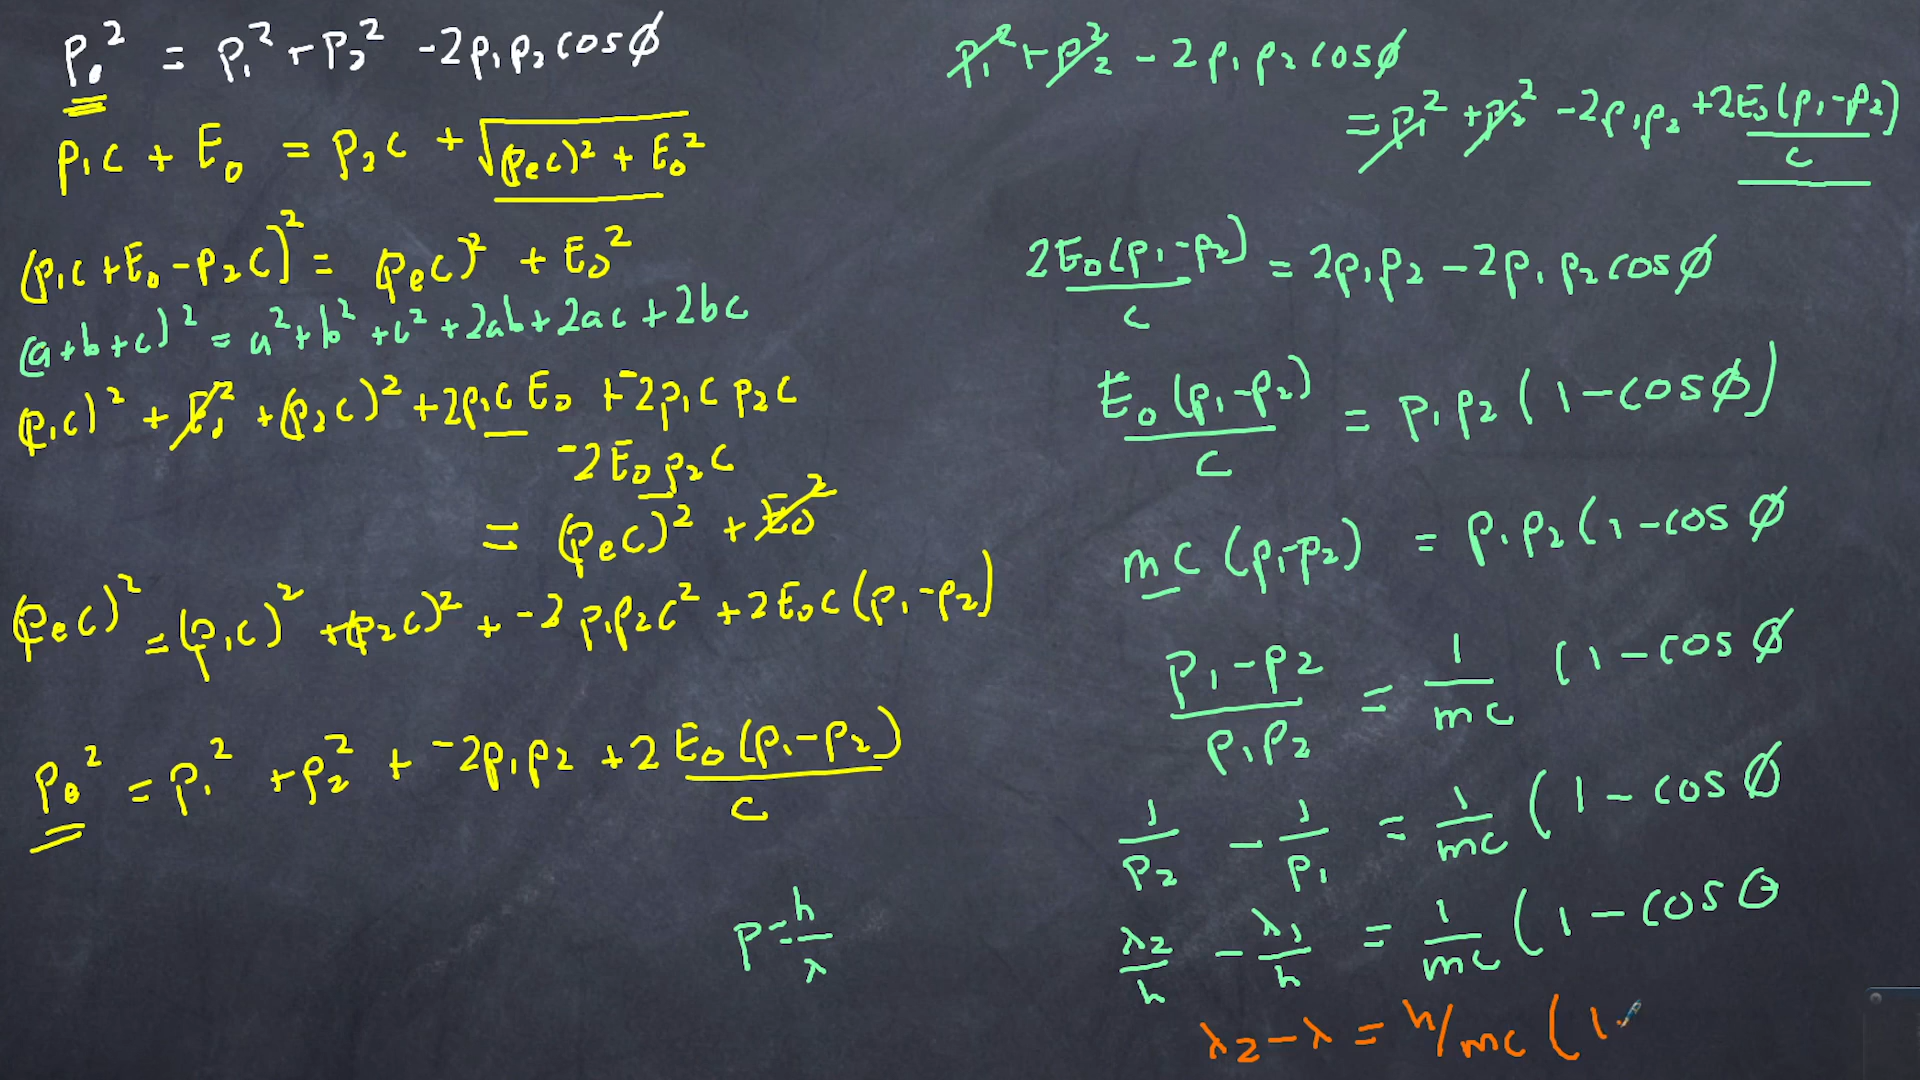 pₑ² = p₁² + p₂² - 2p₁p₂cosφ
p₁c + E₀ = p₂c + √((pₑc)² + E₀²)
(p₁c + E₀ - p₂c)² = (pₑc)² + E₀²
(a+b+c)² = a² + b² + c² + 2ab + 2ac + 2bc
(p₁c)² + E₀² + (p₂c)² + 2p₁cE₀ + -2p₁cp₂c
-2E₀p₂c
= (pₑc)² + E₀²
(pₑc)² = (p₁c)² + (p₂c)² + -2p₁p₂c² + 2E₀c(p₁-p₂)
pₑ² = p₁² + p₂² + -2p₁p₂ + 2E₀(p₁-p₂)/c
p = h/λ
p₁² + p₂² - 2p₁p₂cosφ
= p₁² + p₂² - 2p₁p₂ + 2E₀(p₁-p₂)/c
2E₀(p₁-p₂)/c = 2p₁p₂ - 2p₁p₂cosφ
E₀(p₁-p₂)/c = p₁p₂(1-cosφ)
mc(p₁-p₂) = p₁p₂(1-cosφ
p₁-p₂/p₁p₂ = 1/mc (1-cosφ
1/p₂ - 1/p₁ = 1/mc (1-cosφ
λ₂/h - λ₁/h = 1/mc (1-cosθ
λ₂-λ = h/mc (1-